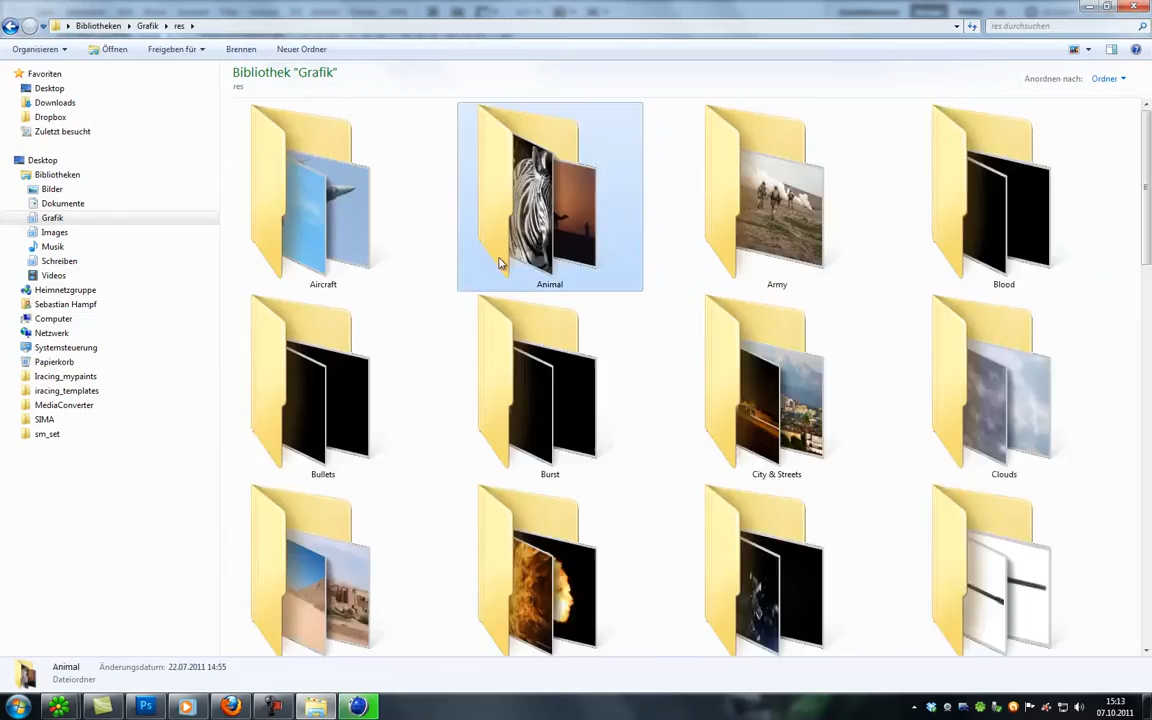 Bibliotheken Grafik res
res durchsuchen
Organisieren Öffnen Freigeben für Brennen Neuer Ordner
Favoriten
Desktop
Downloads
Dropbox
Zuletzt besucht
Desktop
Bibliotheken
Bilder
Dokumente
Grafik
Images
Musik
Schreiben
Videos
Heimnetzgruppe
Sebastian Hampf
Computer
Netzwerk
Systemsteuerung
Papierkorb
Iracing_mypaints
iracing_templates
MediaConverter
SIMA
sm_set
Bibliothek "Grafik"
res
Anordnen nach: Ordner
Aircraft
Animal
Army
Blood
Bullets
Burst
City & Streets
Clouds
Animal Änderungsdatum: 22.07.2011 14:55
Dateiordner
Ps
15:13
07.10.2011